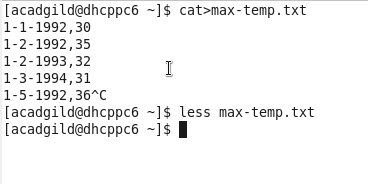 [acadgild@dhcppc6 ~]$ cat>max-temp.txt
1-1-1992,30
1-2-1992,35
1-2-1993,32
1-3-1994,31
1-5-1992,36^C
[acadgild@dhcppc6 ~]$ less max-temp.txt
[acadgild@dhcppc6 ~]$